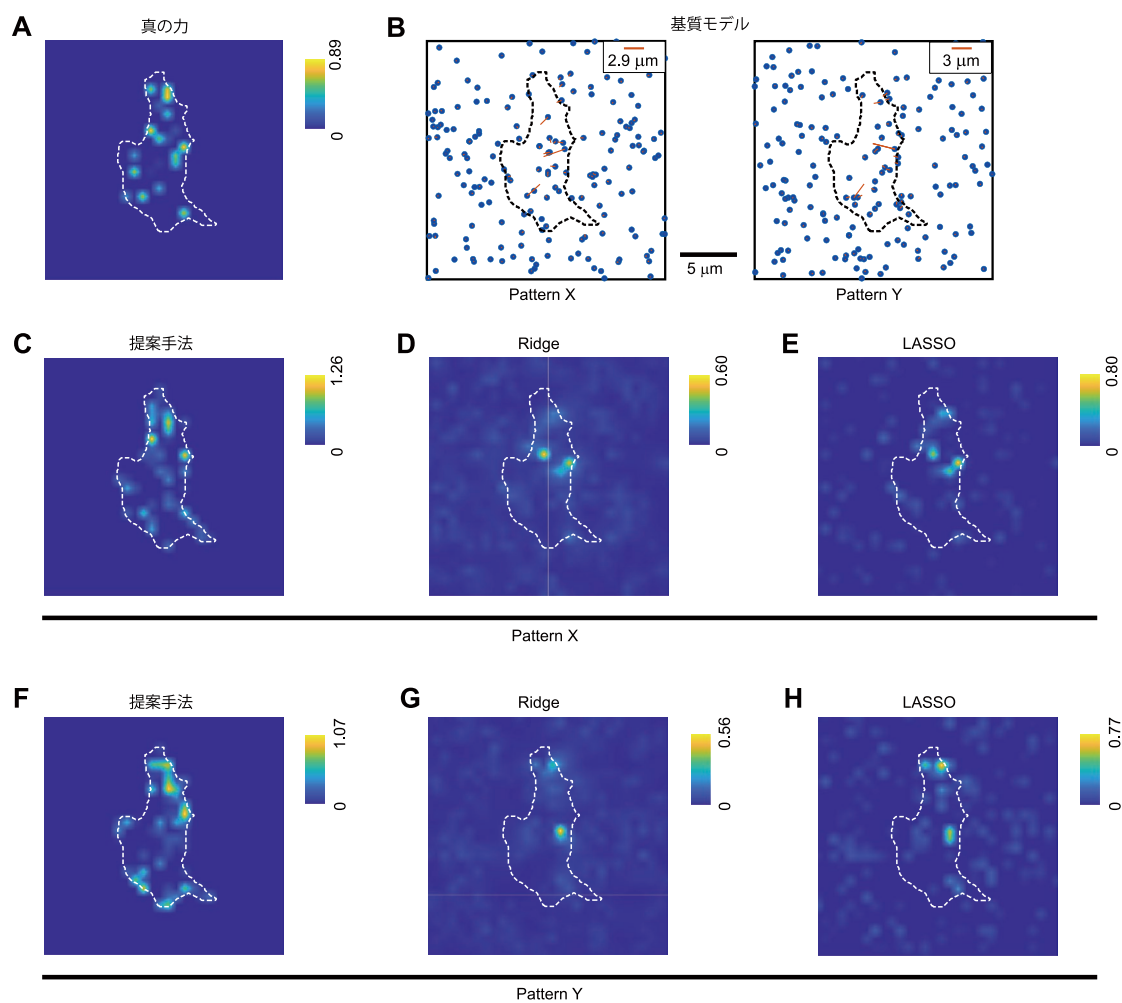 A
真の力
0.89
0
B
基質モデル
2.9 μm
3 μm
5 μm
Pattern X
Pattern Y
C
提案手法
1.26
0
D
Ridge
0.60
0
E
LASSO
0.80
0
Pattern X
F
提案手法
1.07
0
G
Ridge
0.56
0
H
LASSO
0.77
0
Pattern Y